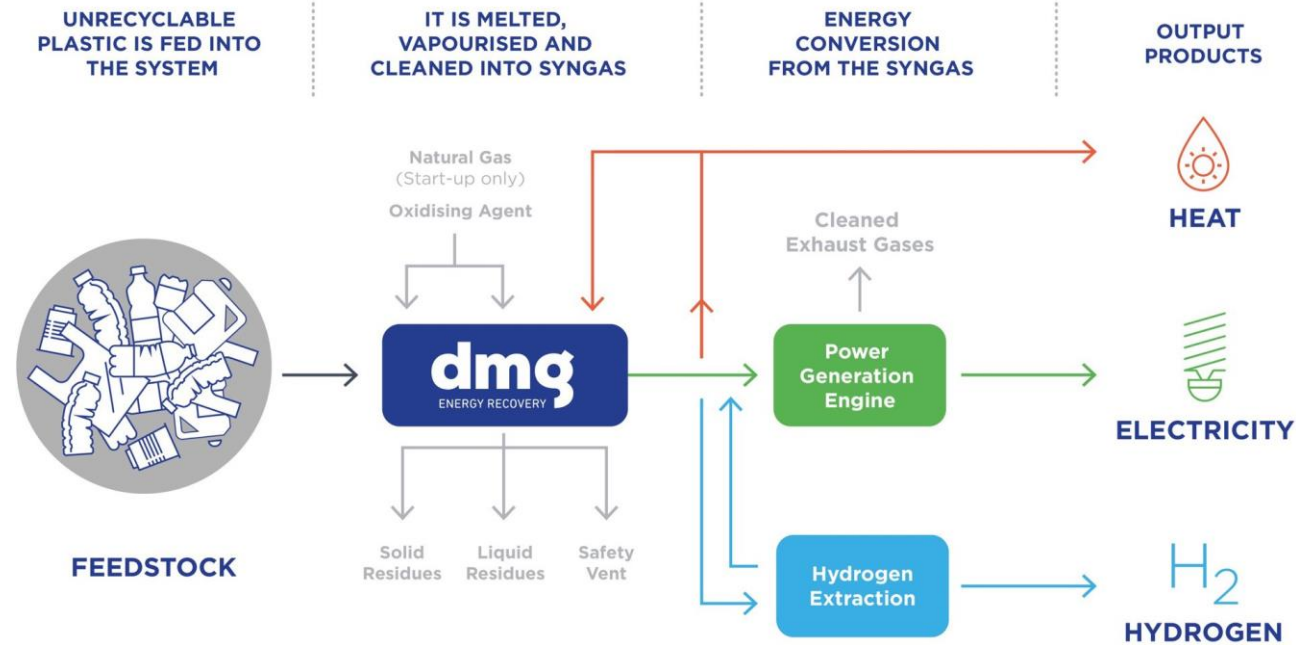 UNRECYCLABLE
PLASTIC IS FED INTO
THE SYSTEM
IT IS MELTED,
VAPOURISED AND
CLEANED INTO SYNGAS
ENERGY
CONVERSION
FROM THE SYNGAS
OUTPUT
PRODUCTS
Natural Gas
(Start-up only)
Oxidising Agent
Cleaned
Exhaust Gases
HEAT
dmg
ENERGY RECOVERY
Power
Generation
Engine
ELECTRICITY
FEEDSTOCK
Solid
Residues
Liquid
Residues
Safety
Vent
Hydrogen
Extraction
H2
HYDROGEN